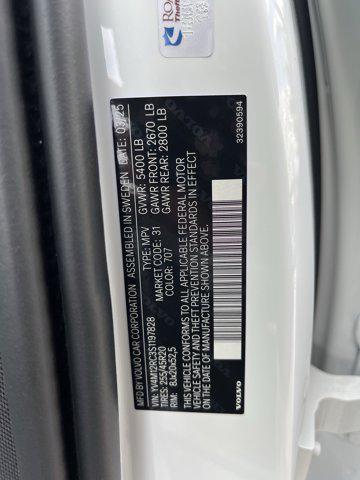 MFD BY VOLVO CAR CORPORATION ASSEMBLED IN SWEDEN DATE: 03/25
GVWR: 5400 LB
GAWR FRONT: 2670 LB
TYPE: MPV GAWR REAR: 2800 LB
MARKET CODE: 31
COLOR: 707
VIN: YV4M12RC3S1197828
TIRES: 255/45R20
RIM: 8Jx20x52,5
THIS VEHICLE CONFORMS TO ALL APPLICABLE FEDERAL MOTOR
VEHICLE SAFETY AND THEFT PREVENTION STANDARDS IN EFFECT
ON THE DATE OF MANUFACTURE SHOWN ABOVE.
32390594
VOLVO